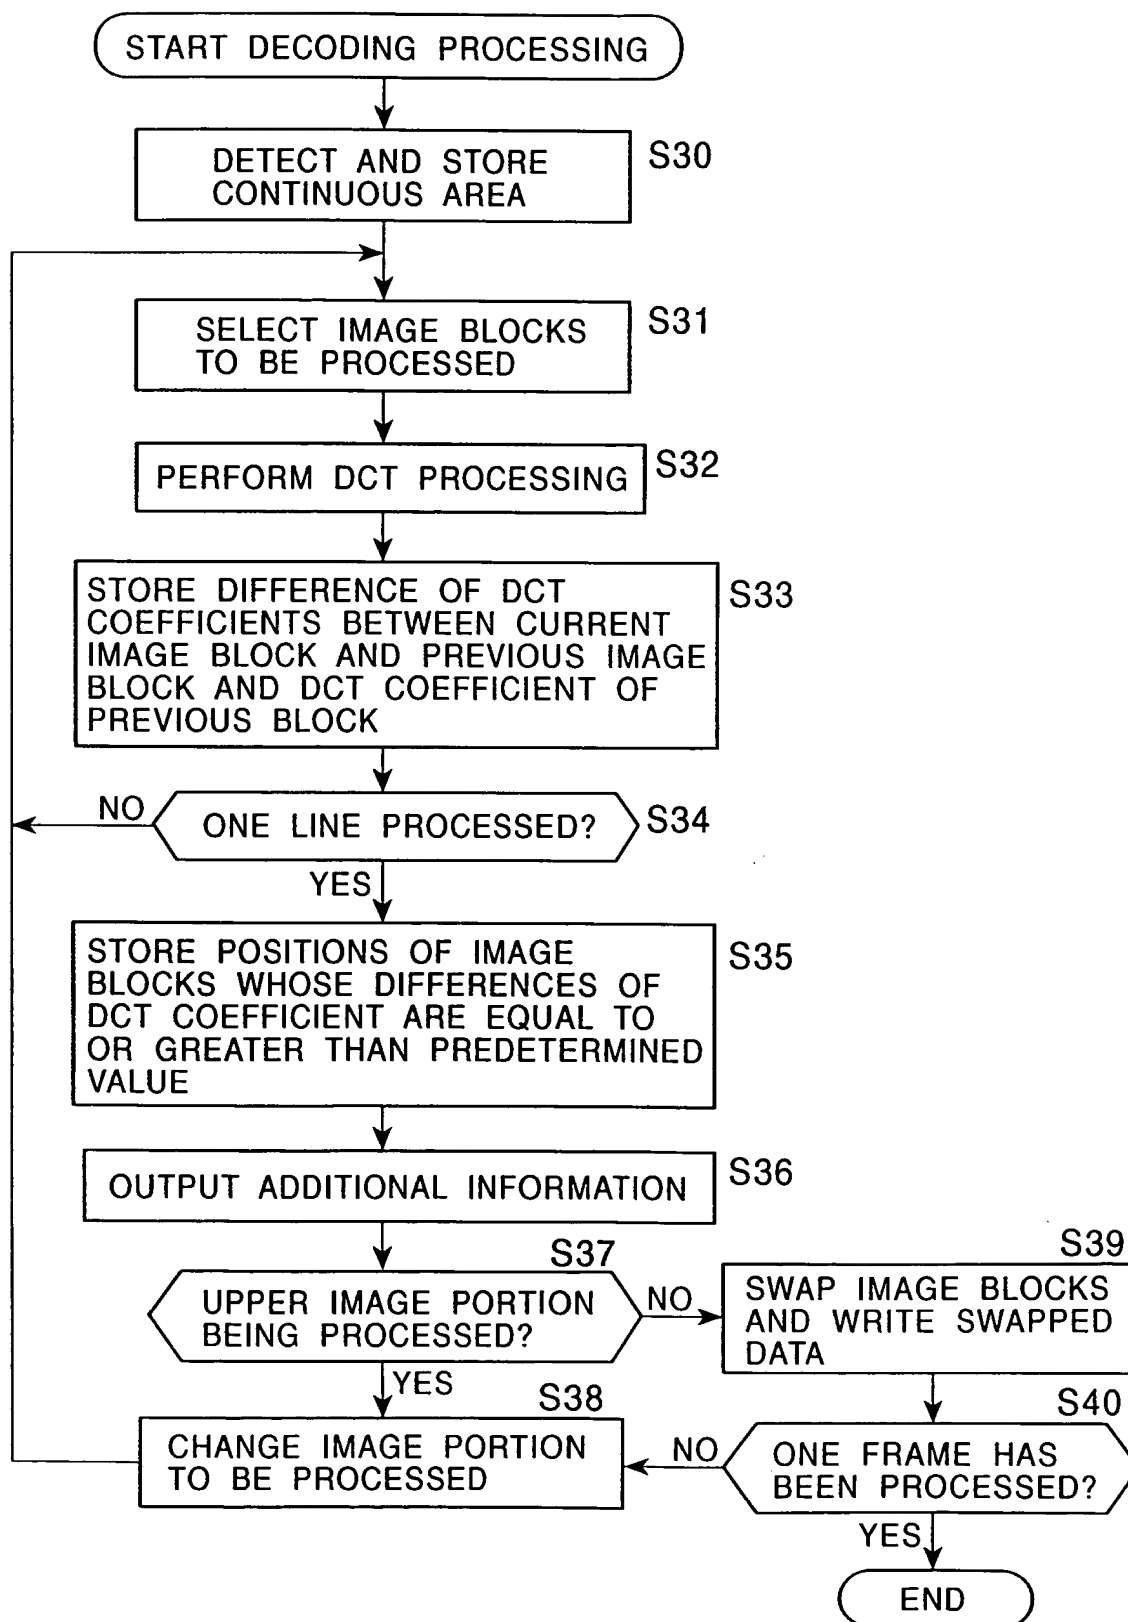 START DECODING PROCESSING
DETECT AND STORE
CONTINUOUS AREA
S30
SELECT IMAGE BLOCKS
TO BE PROCESSED
S31
PERFORM DCT PROCESSING
S32
STORE DIFFERENCE OF DCT
COEFFICIENTS BETWEEN CURRENT
IMAGE BLOCK AND PREVIOUS IMAGE
BLOCK AND DCT COEFFICIENT OF
PREVIOUS BLOCK
S33
NO
ONE LINE PROCESSED?
S34
YES
STORE POSITIONS OF IMAGE
BLOCKS WHOSE DIFFERENCES OF
DCT COEFFICIENT ARE EQUAL TO
OR GREATER THAN PREDETERMINED
VALUE
S35
OUTPUT ADDITIONAL INFORMATION
S36
S37
UPPER IMAGE PORTION
BEING PROCESSED?
NO
YES
S39
SWAP IMAGE BLOCKS
AND WRITE SWAPPED
DATA
S38
CHANGE IMAGE PORTION
TO BE PROCESSED
S40
NO
ONE FRAME HAS
BEEN PROCESSED?
YES
END